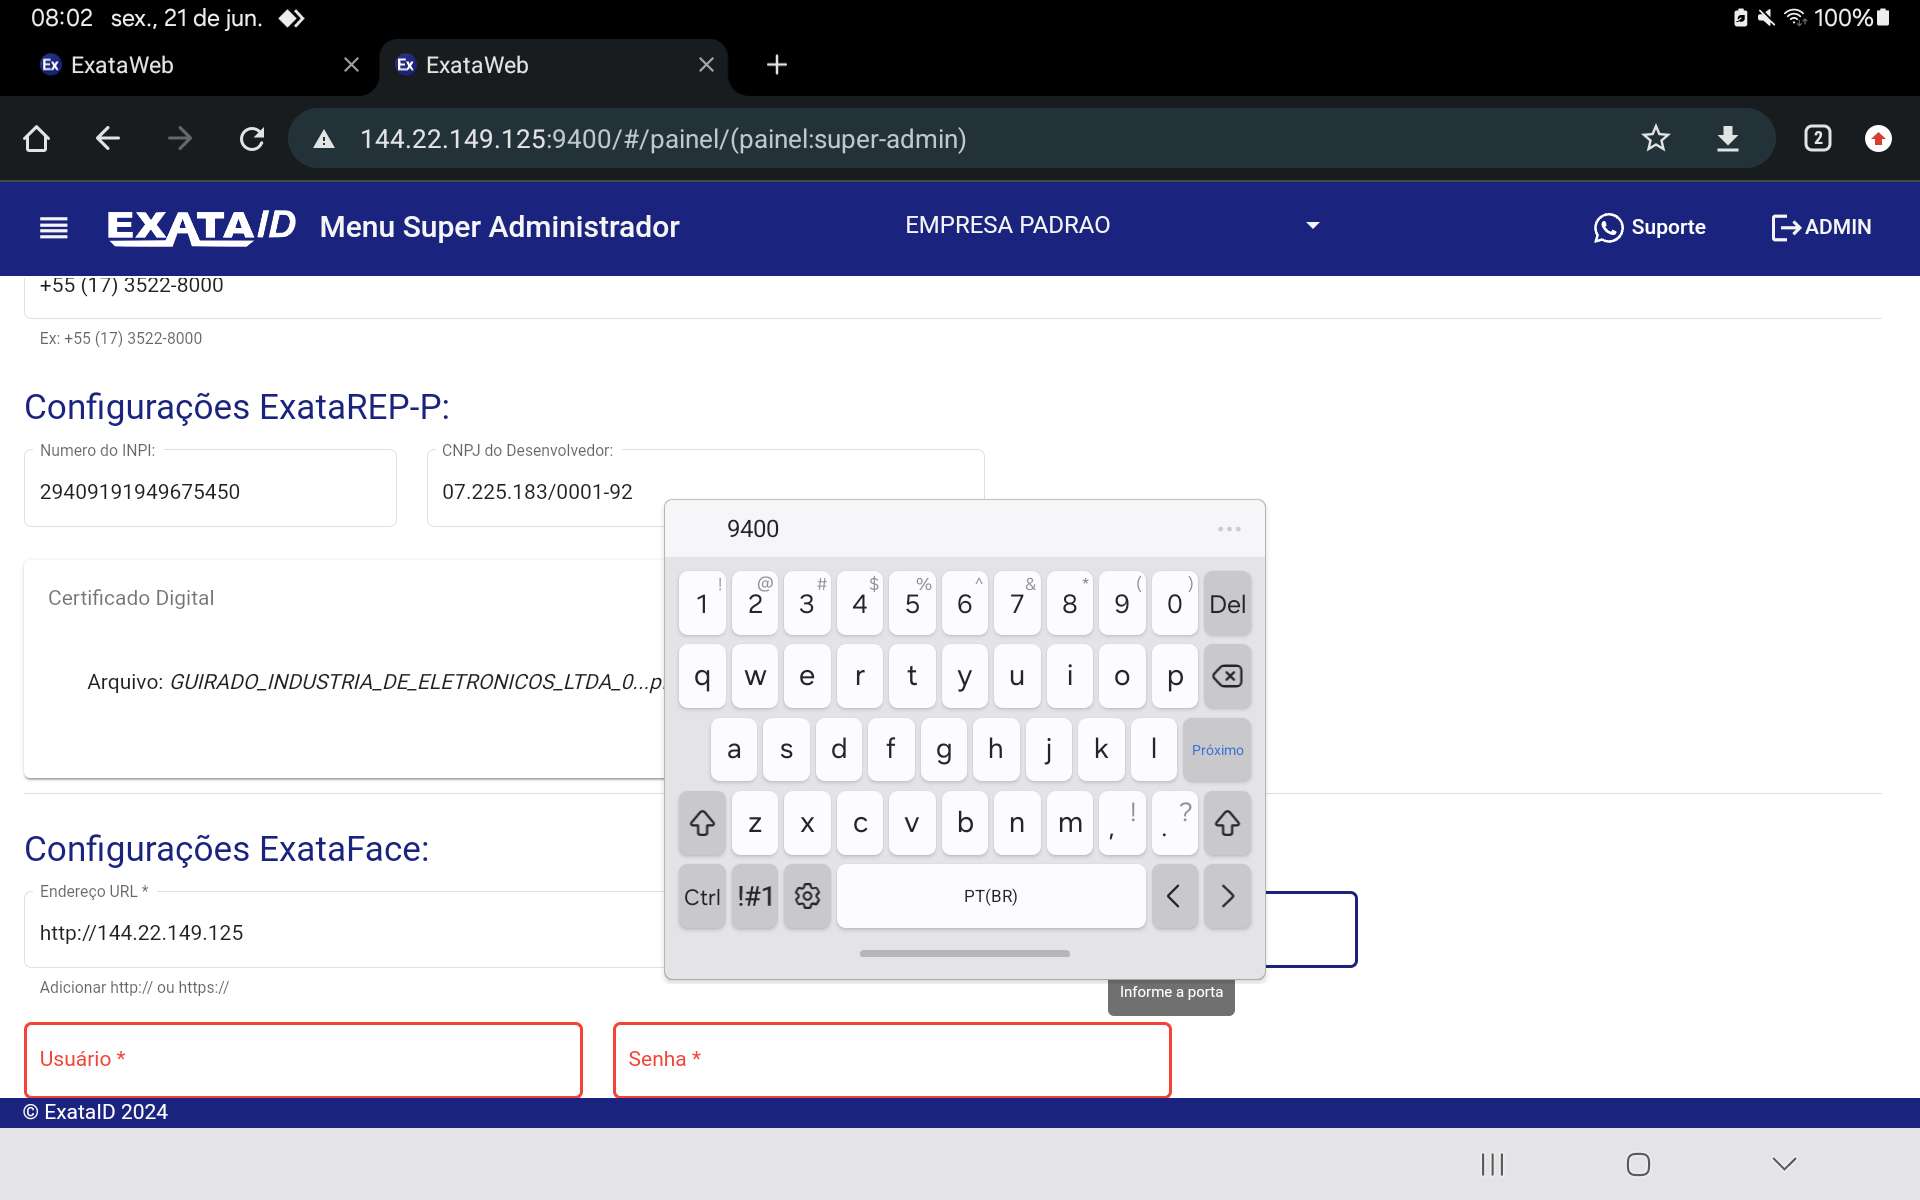 08:02 sex., 21 de jun. 100%
Ex ExataWeb Ex ExataWeb
144.22.149.125:9400/#/painel/(painel:super-admin) 2
EXATAID Menu Super Administrador EMPRESA PADRAO Suporte ADMIN
+55 (17) 3522-8000
Ex: +55 (17) 3522-8000
Configurações ExataREP-P:
Numero do INPI: CNPJ do Desenvolvedor:
29409191949675450 07.225.183/0001-92
Certificado Digital
Arquivo: GUIRADO_INDUSTRIA_DE_ELETRONICOS_LTDA_0...p
9400
! @ # $ % ^ & * ( )
1 2 3 4 5 6 7 8 9 0 Del
q w e r t y u i o p
a s d f g h j k l Próximo
z x c v b n m , ! . ?
Ctrl !#1 PT(BR) < >
Configurações ExataFace:
Endereço URL *
http://144.22.149.125
Adicionar http:// ou https://
Informe a porta
Usuário * Senha *
© ExataID 2024